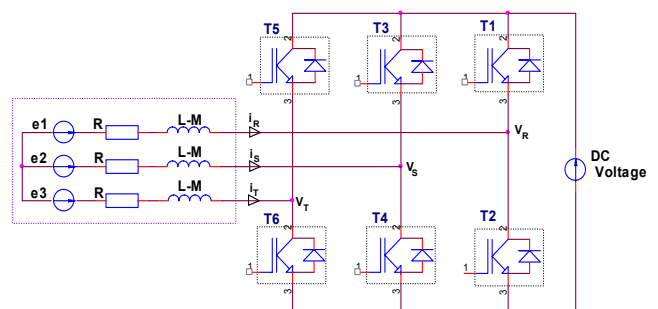 T5 T3 T1
2 2 2
1 1 1
3 3 3
e1 R L-M iR VR
e2 R L-M iS VS
e3 R L-M iT VT
DC
Voltage
T6 T4 T2
2 2 2
1 1 1
3 3 3